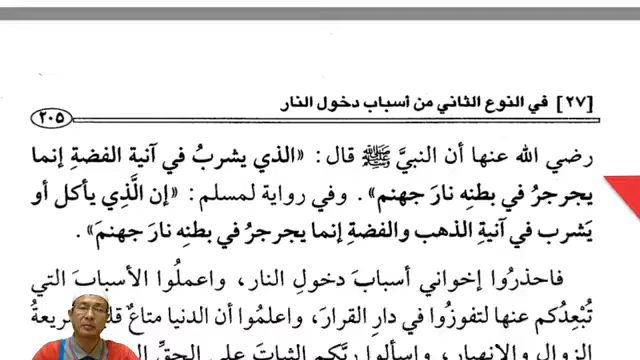 [٢٧] في النوع الثاني من أسباب دخول النار
٢٠٥
رضي الله عنها أن النبيَّ ﷺ قال: «الذي يشربُ في آنية الفضةِ إنما
يجرجرُ في بطنِه نارَ جهنم». وفي رواية لمسلم: «إن الَّذِي يأكل أو
يَشرب في آنيةِ الذهب والفضةِ إنما يجرجرُ في بطنِه نارَ جهنمَ».
فاحذرُوا إخواني أسبابَ دخولِ النار، واعملُوا الأسبابَ التي
تُبْعِدُكم عنها لتفوزُوا في دارِ القرارَ، واعلمُوا أن الدنيا متاعٌ
الزوال والانهيار، واسألوا ربَّكم الثباتَ على الحقِّ